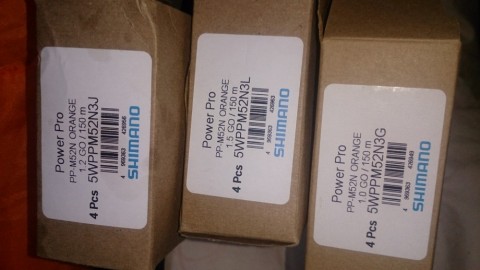 Power Pro
PP-M52N ORANGE
1.2 GO / 150 m
5WPPM52N3J
4 Pcs
SHIMANO
Power Pro
PP-M52N ORANGE
1.5 GO / 150 m
5WPPM52N3L
4 Pcs
SHIMANO
Power Pro
PP-M52N ORANGE
1.0 GO / 150 m
5WPPM52N3G
4 Pcs
SHIMANO